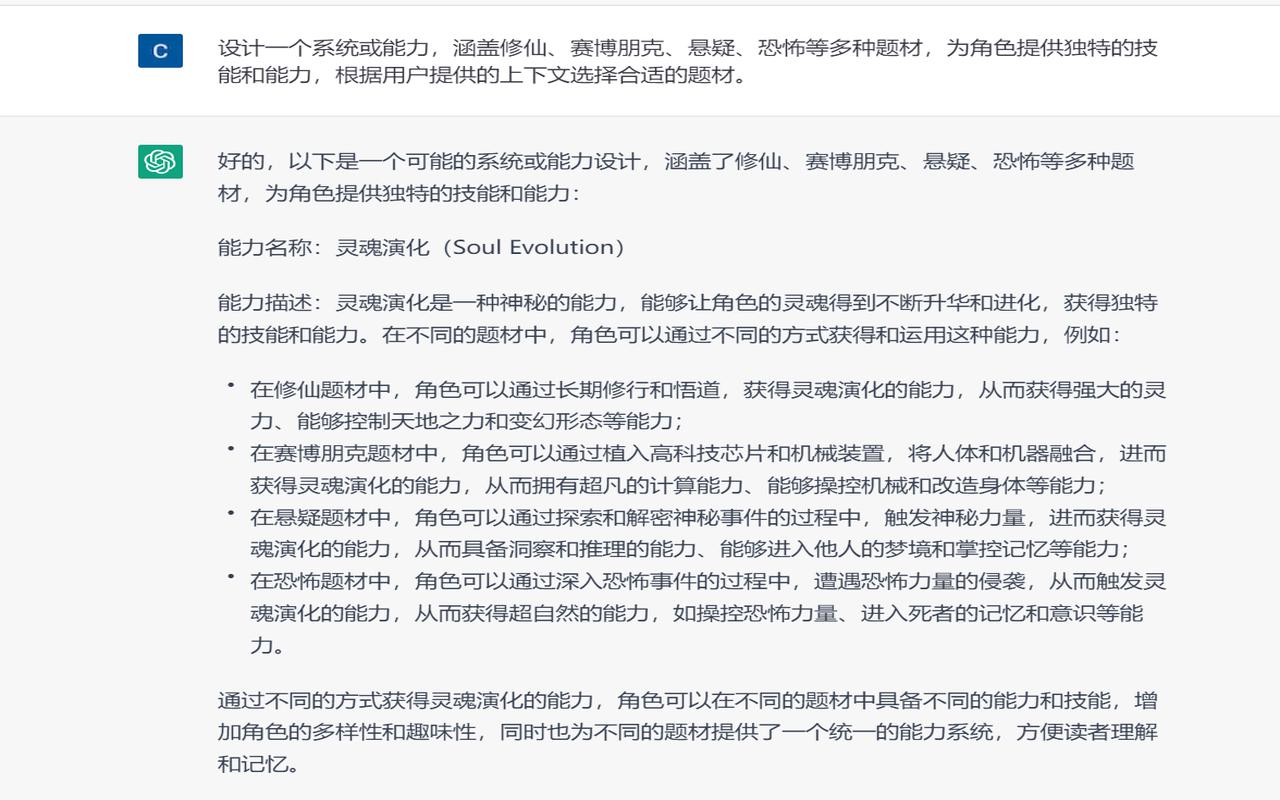 C
设计一个系统或能力，涵盖修仙、赛博朋克、悬疑、恐怖等多种题材，为角色提供独特的技
能和能力，根据用户提供的上下文选择合适的题材。
好的，以下是一个可能的系统或能力设计，涵盖了修仙、赛博朋克、悬疑、恐怖等多种题
材，为角色提供独特的技能和能力：
能力名称：灵魂演化（Soul Evolution）
能力描述：灵魂演化是一种神秘的能力，能够让角色的灵魂得到不断升华和进化，获得独特
的技能和能力。在不同的题材中，角色可以通过不同的方式获得和运用这种能力，例如：
• 在修仙题材中，角色可以通过长期修行和悟道，获得灵魂演化的能力，从而获得强大的灵
力、能够控制天地之力和变幻形态等能力；
• 在赛博朋克题材中，角色可以通过植入高科技芯片和机械装置，将人体和机器融合，进而
获得灵魂演化的能力，从而拥有超凡的计算能力、能够操控机械和改造身体等能力；
• 在悬疑题材中，角色可以通过探索和解密神秘事件的过程中，触发神秘力量，进而获得灵
魂演化的能力，从而具备洞察和推理的能力、能够进入他人的梦境和掌控记忆等能力；
• 在恐怖题材中，角色可以通过深入恐怖事件的过程中，遭遇恐怖力量的侵袭，从而触发灵
魂演化的能力，从而获得超自然的能力，如操控恐怖力量、进入死者的记忆和意识等能
力。
通过不同的方式获得灵魂演化的能力，角色可以在不同的题材中具备不同的能力和技能，增
加角色的多样性和趣味性，同时也为不同的题材提供了一个统一的能力系统，方便读者理解
和记忆。